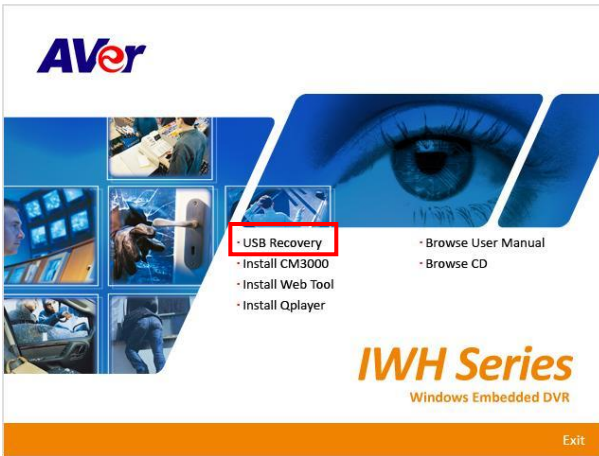 AVer
· USB Recovery
· Install CM3000
· Install Web Tool
· Install Qplayer
· Browse User Manual
· Browse CD
IWH Series
Windows Embedded DVR
Exit